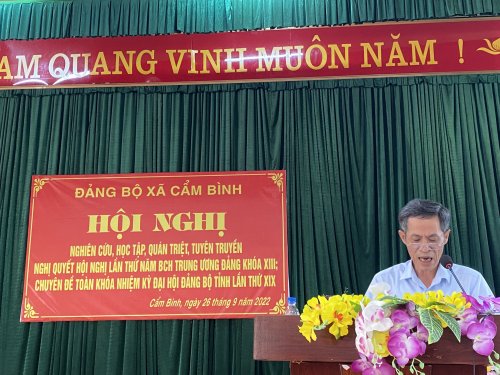 AM QUANG VINH MUÔN NĂM !
ĐẢNG BỘ XÃ CẨM BÌNH
HỘI NGHỊ
NGHIÊN CỨU, HỌC TẬP, QUÁN TRIỆT, TUYÊN TRUYỀN
NGHỊ QUYẾT HỘI NGHỊ LẦN THỨ NĂM BCH TRUNG ƯƠNG ĐẢNG KHÓA XIII;
CHUYÊN ĐỀ TOÀN KHÓA NHIỆM KỲ ĐẠI HỘI ĐẢNG BỘ TỈNH LẦN THỨ XIX
Cẩm Bình, ngày 26 tháng 9 năm 2022